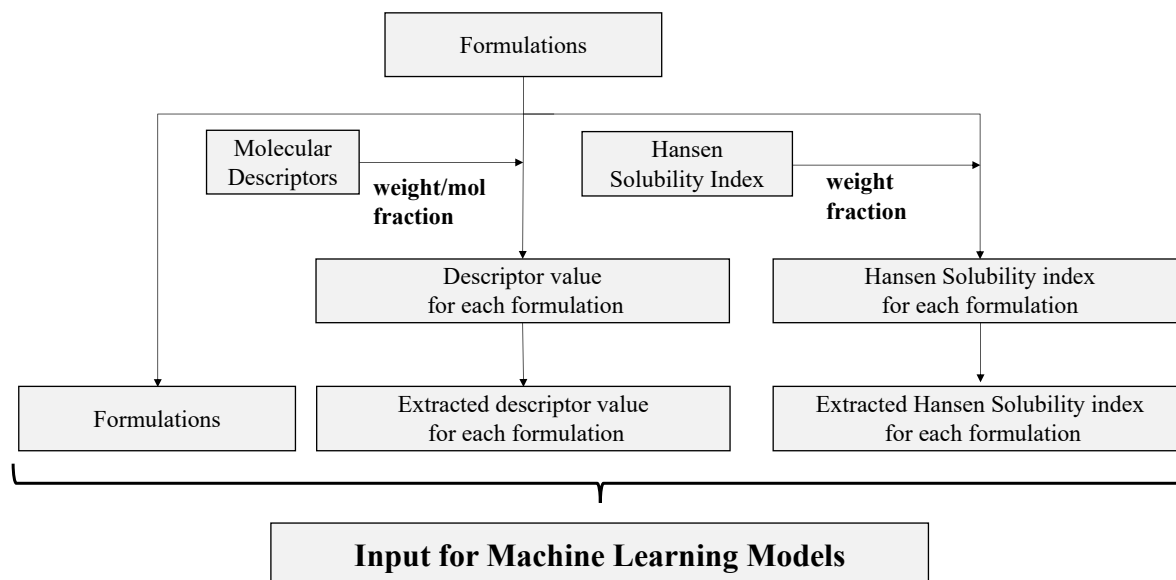 Formulations
Molecular
Descriptors
weight/mol
fraction
Hansen
Solubility Index
weight
fraction
Descriptor value
for each formulation
Hansen Solubility index
for each formulation
Formulations
Extracted descriptor value
for each formulation
Extracted Hansen Solubility index
for each formulation
Input for Machine Learning Models